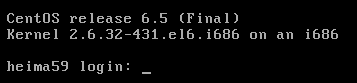 CentOS release 6.5 (Final)
Kernel 2.6.32-431.el6.i686 on an i686
heima59 login: _